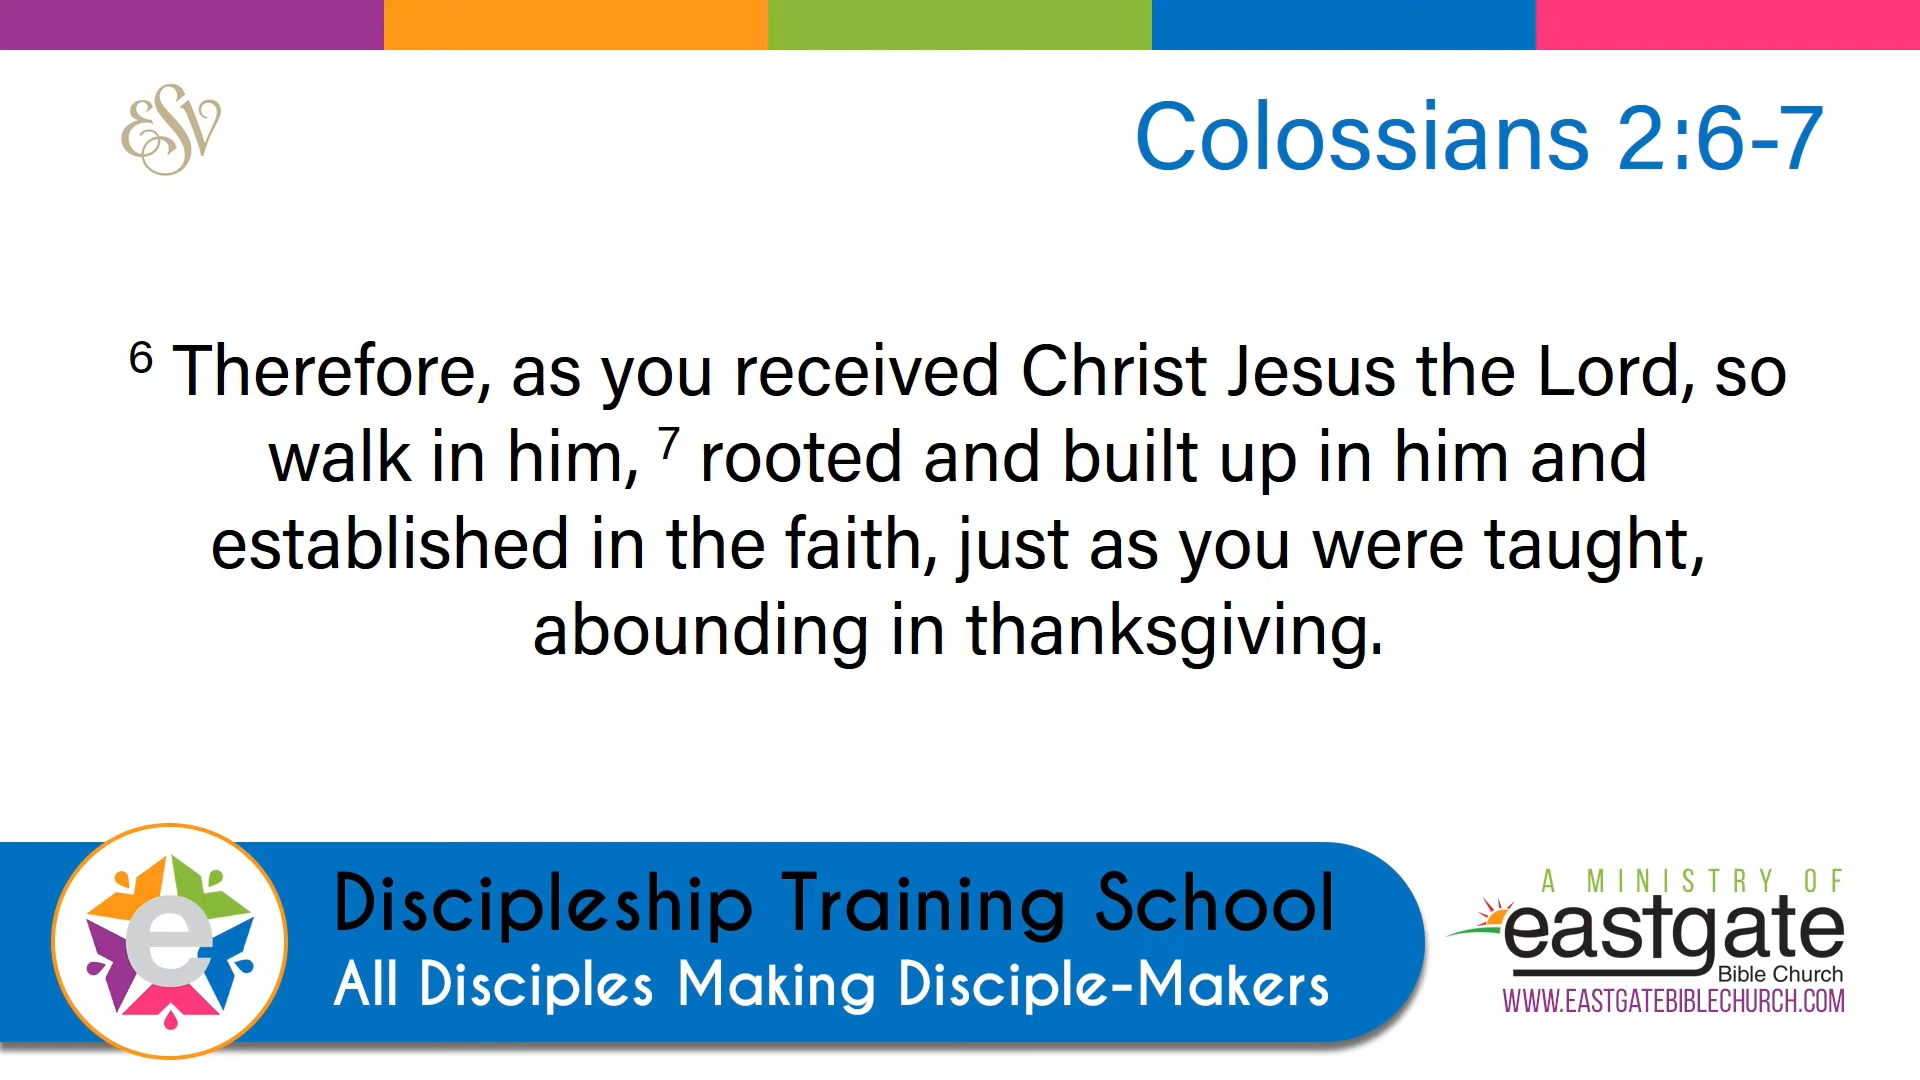 ESV
Colossians 2:6-7
6 Therefore, as you received Christ Jesus the Lord, so
walk in him, 7 rooted and built up in him and
established in the faith, just as you were taught,
abounding in thanksgiving.
e
Discipleship Training School
All Disciples Making Disciple-Makers
A MINISTRY OF
eastgate
Bible Church
WWW.EASTGATEBIBLECHURCH.COM